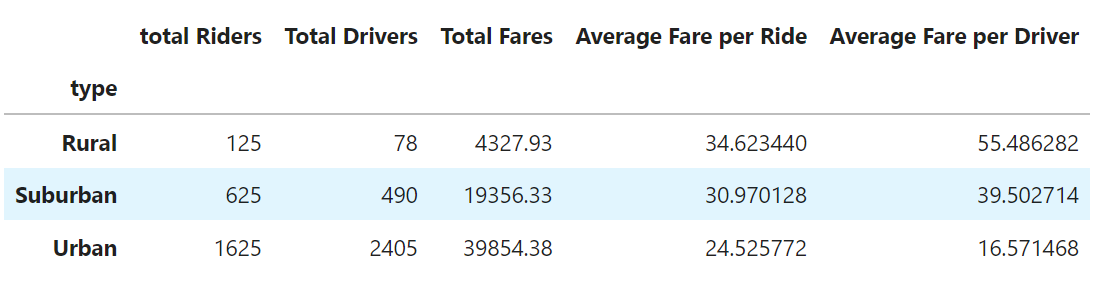 total Riders Total Drivers Total Fares Average Fare per Ride Average Fare per Driver
type
Rural 125 78 4327.93 34.623440 55.486282
Suburban 625 490 19356.33 30.970128 39.502714
Urban 1625 2405 39854.38 24.525772 16.571468